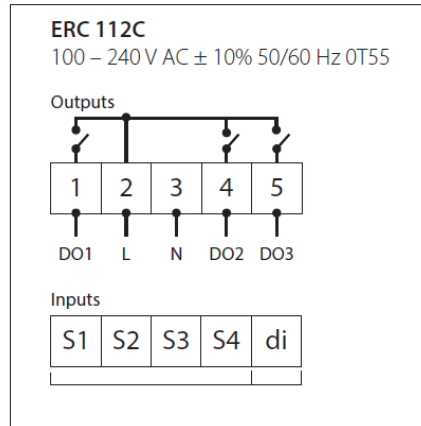 ERC 112C
100 – 240 V AC ± 10% 50/60 Hz 0T55
Outputs
1 2 3 4 5
DO1 L N DO2 DO3
Inputs
S1 S2 S3 S4 di